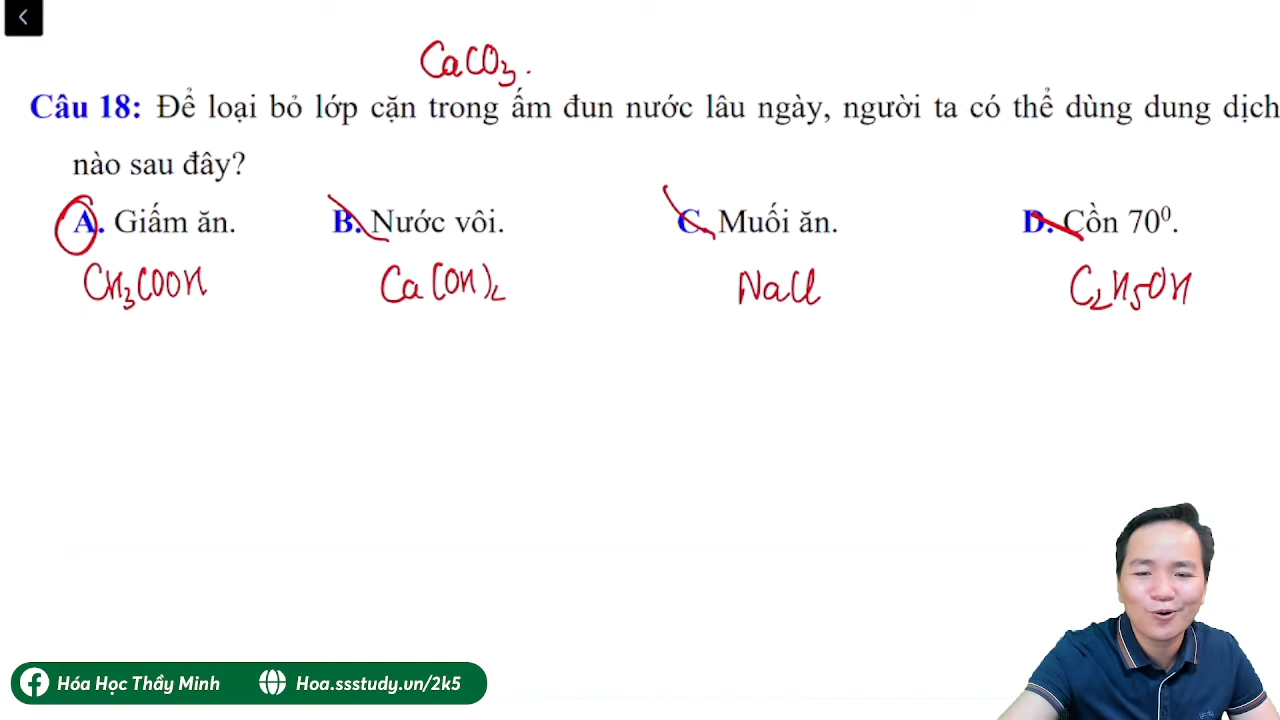 CaCO3.
Câu 18: Để loại bỏ lớp cặn trong ấm đun nước lâu ngày, người ta có thể dùng dung dịch
nào sau đây?
A. Giấm ăn. B. Nước vôi. C. Muối ăn. D. Cồn 70⁰.
CH3COOH Ca(OH)2 NaCl C2H5OH
Hóa Học Thầy Minh Hoa.ssstudy.vn/2k5